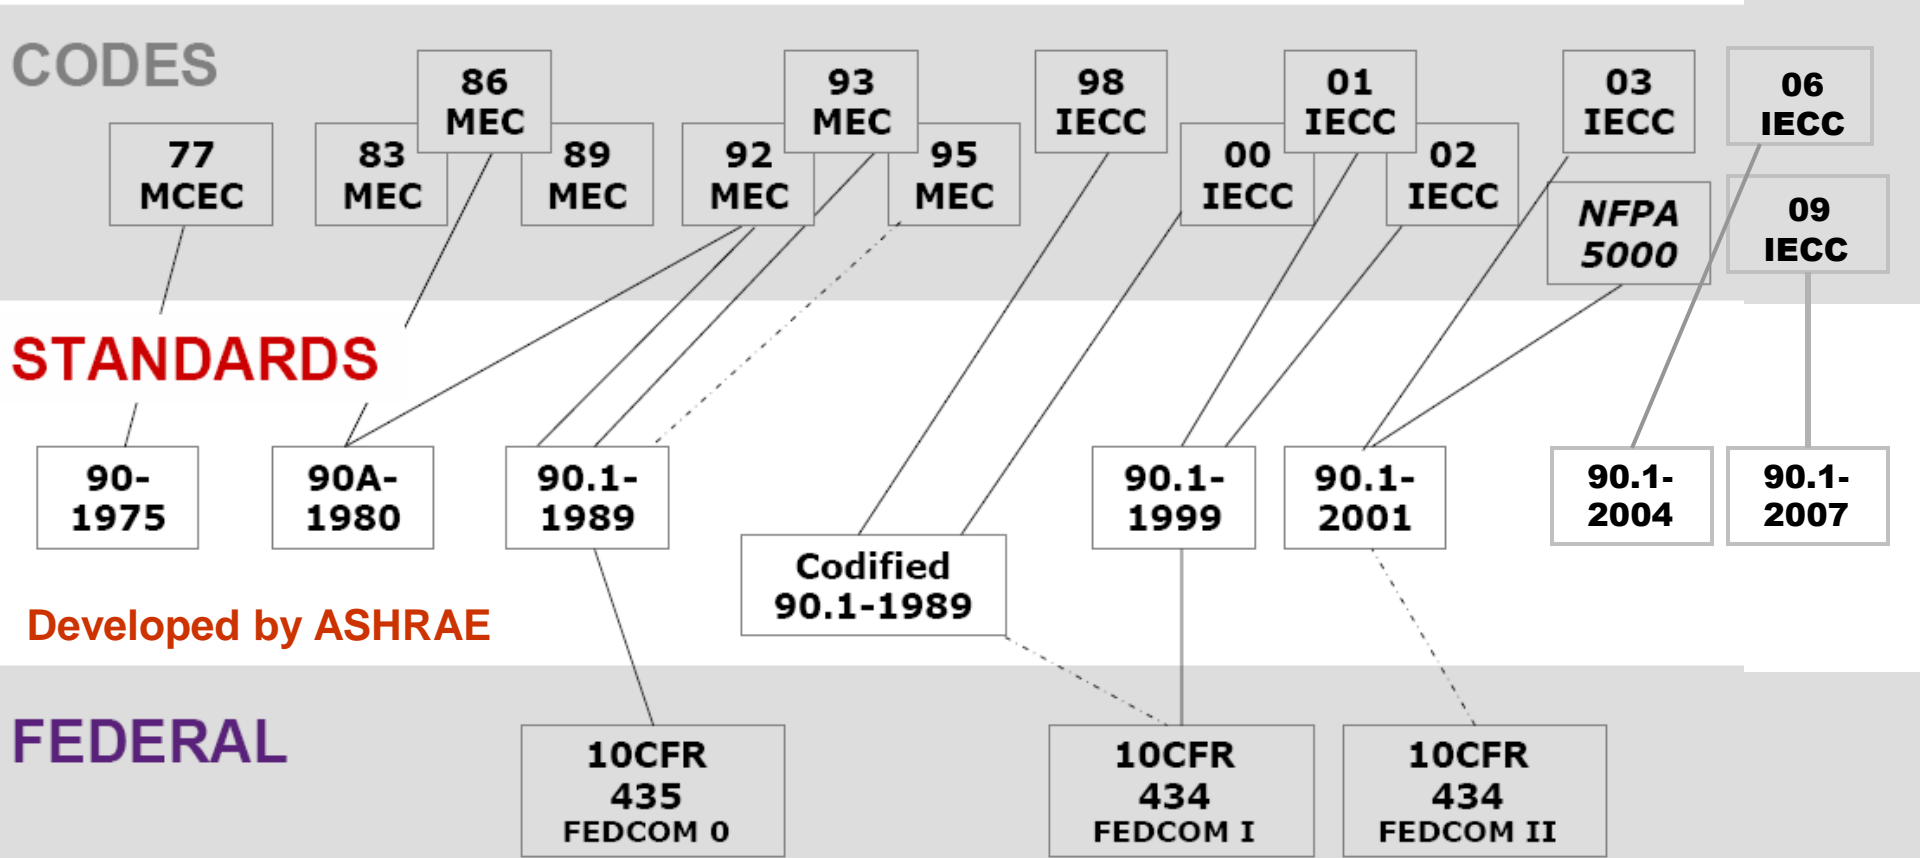 CODES
77
MCEC
83
MEC
86
MEC
89
MEC
92
MEC
93
MEC
95
MEC
98
IECC
00
IECC
01
IECC
02
IECC
03
IECC
NFPA
5000
06
IECC
09
IECC
STANDARDS
90-
1975
90A-
1980
90.1-
1989
Codified
90.1-1989
90.1-
1999
90.1-
2001
90.1-
2004
90.1-
2007
Developed by ASHRAE
FEDERAL
10CFR
435
FEDCOM 0
10CFR
434
FEDCOM I
10CFR
434
FEDCOM II